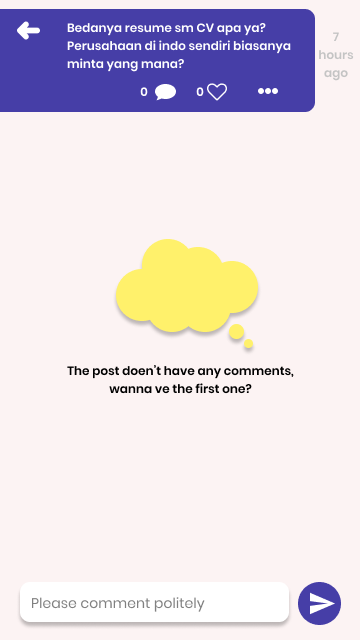 Bedanya resume sm CV apa ya?
Perusahaan di indo sendiri biasanya
minta yang mana?
0
0
7
hours
ago
The post doen't have any comments,
wanna ve the first one?
Please comment politely